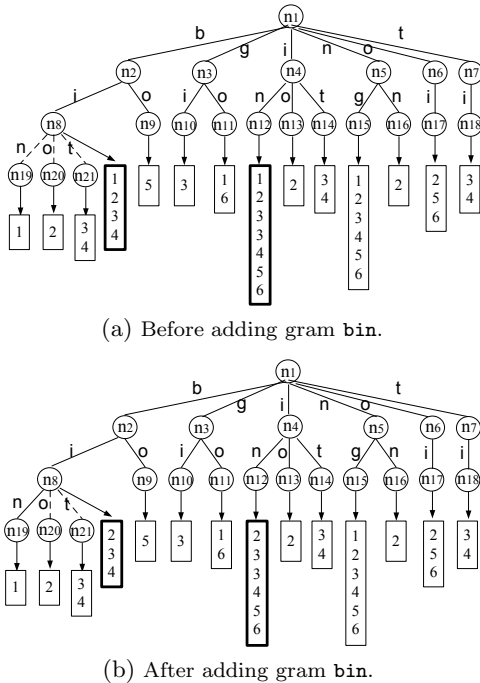 n1
b g i n o t
n2 n3 n4 n5 n6 n7
i o i o n o t g n i i
n8 n9 n10 n11 n12 n13 n14 n15 n16 n17 n18
n o t
n19 n20 n21
1 2 3 4
5
3
1 6
1 2 3 3 4 5 6
2
3 4
1 2 3 4 5 6
2
2 5 6
3 4
1
2
3 4
(a) Before adding gram bin.
n1
b g i n o t
n2 n3 n4 n5 n6 n7
i o i o n o t g n i i
n8 n9 n10 n11 n12 n13 n14 n15 n16 n17 n18
n o t
n19 n20 n21
2 3 4
5
3
1 6
2 3 3 4 5 6
2
3 4
1 2 3 4 5 6
2
2 5 6
3 4
1
2
3 4
(b) After adding gram bin.